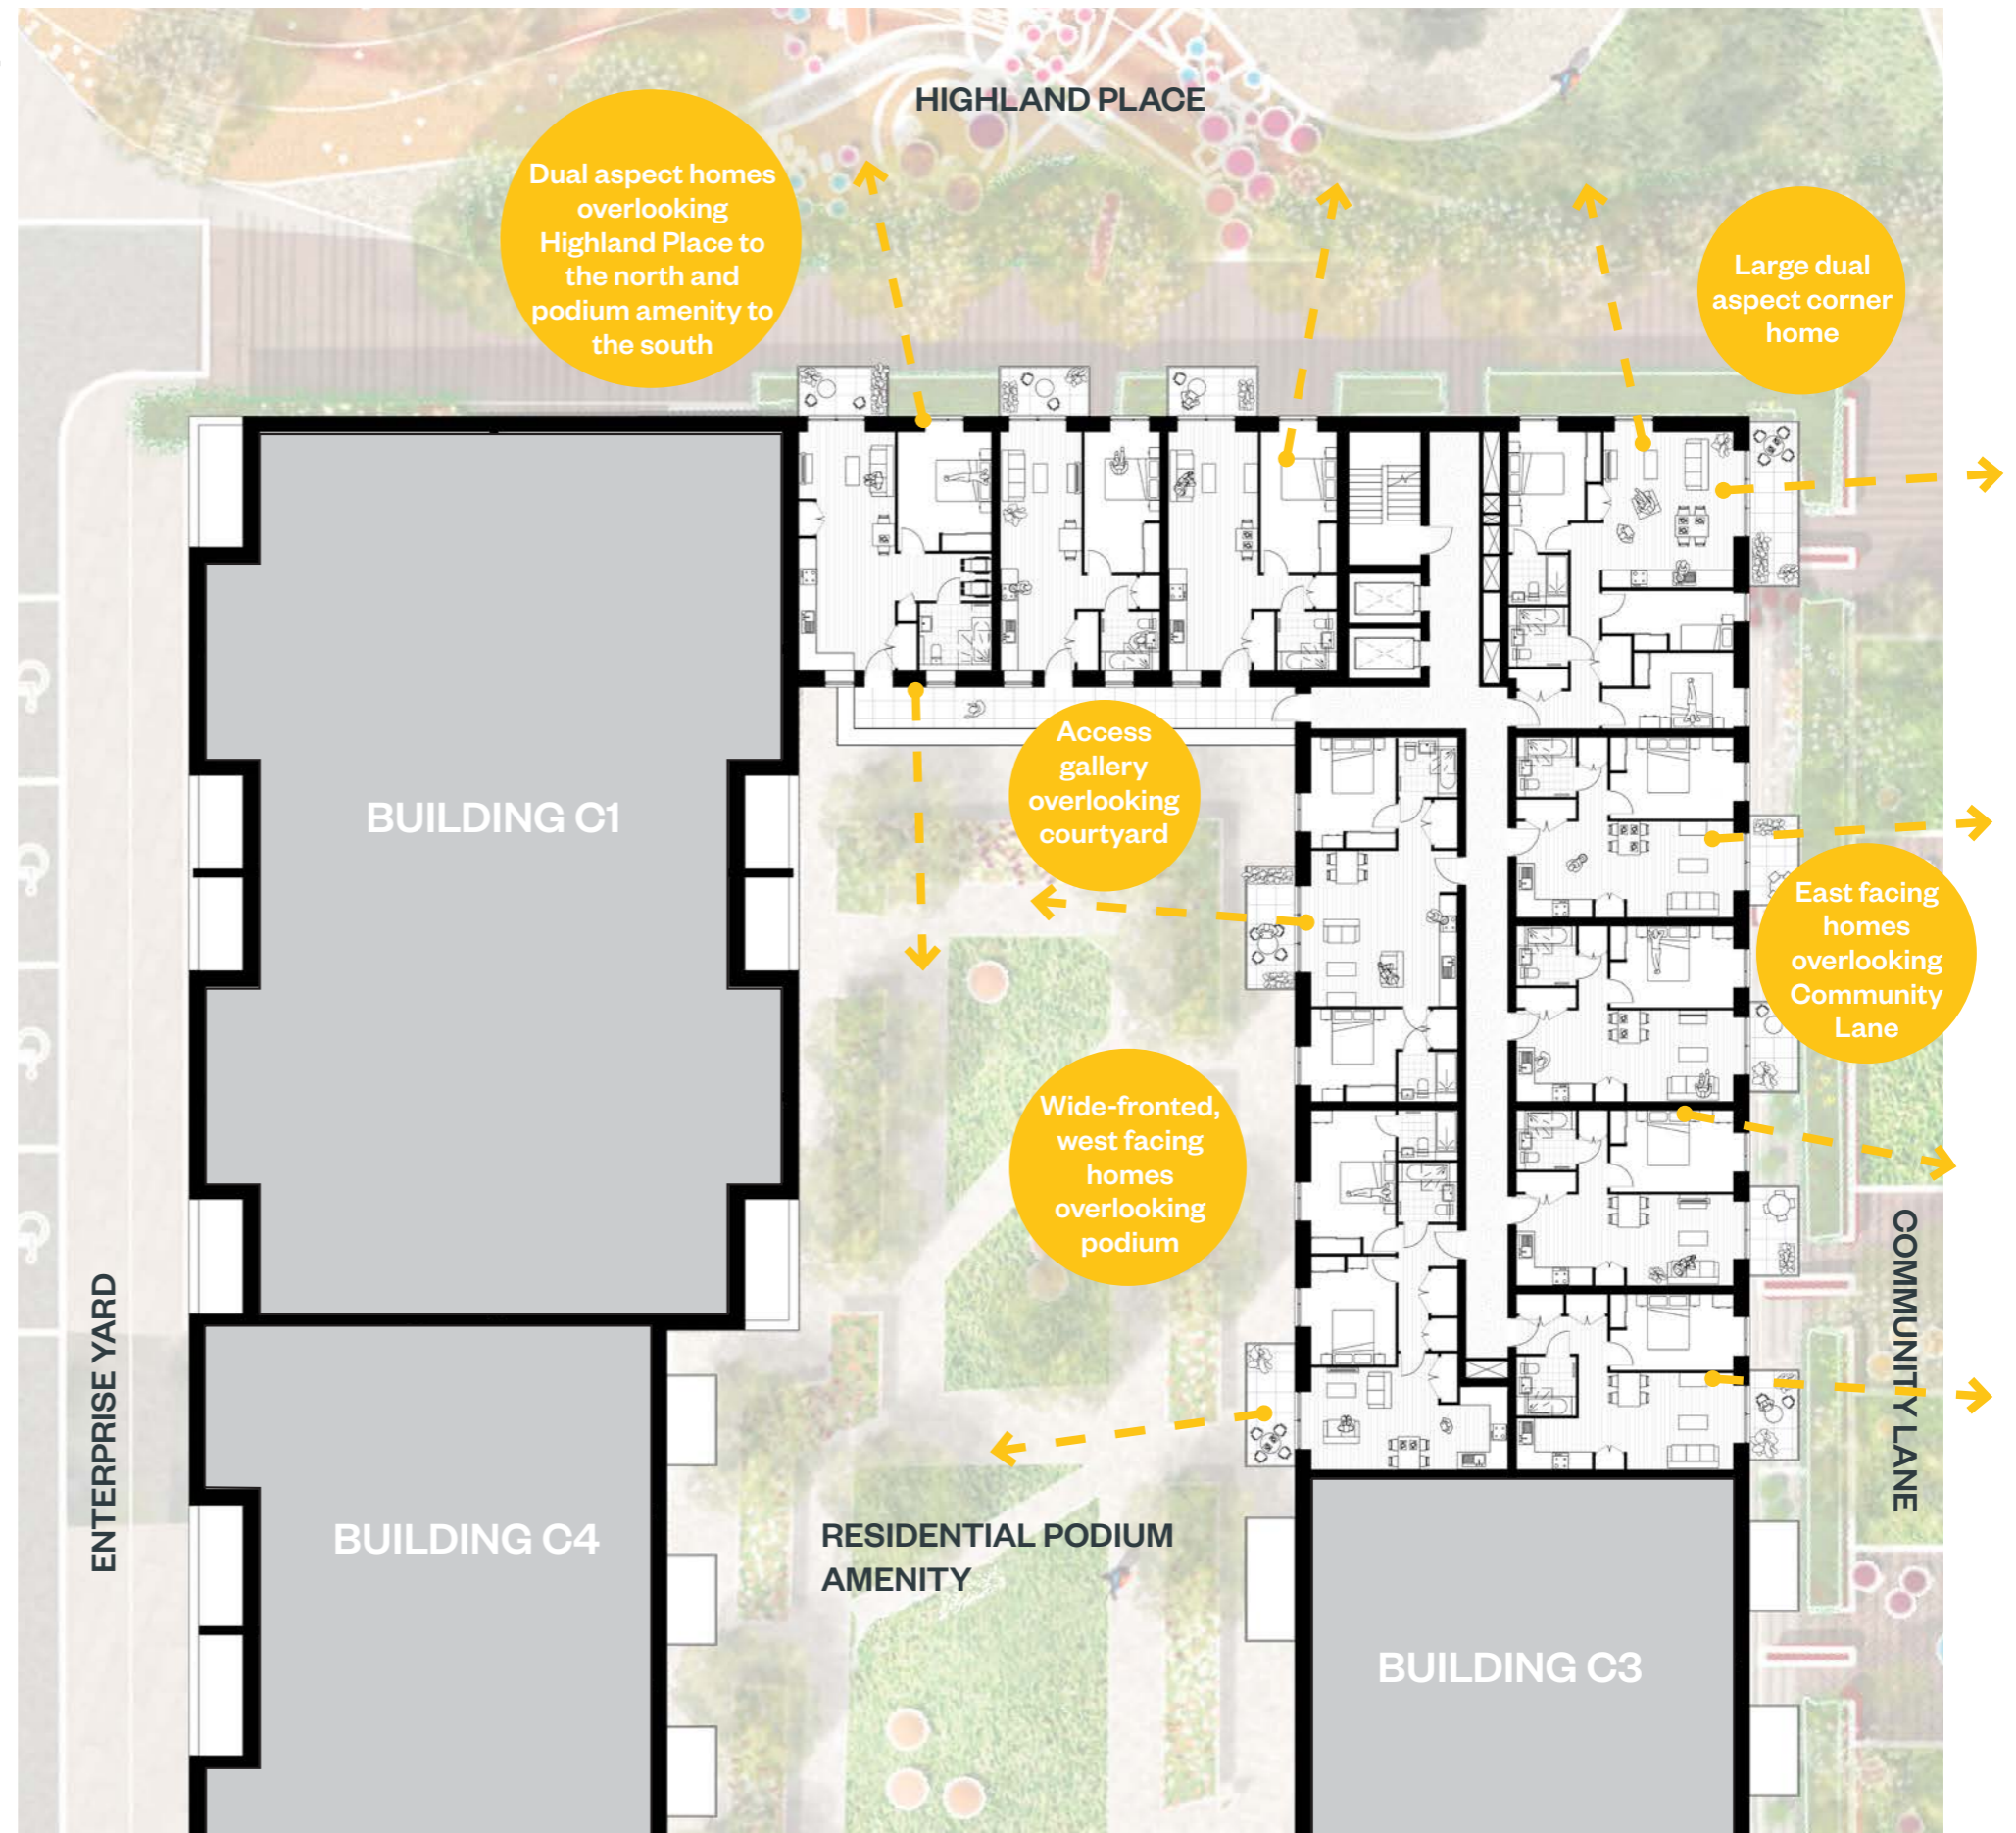 HIGHLAND PLACE
Dual aspect homes
overlooking
Highland Place to
the north and
podium amenity to
the south
Large dual
aspect corner
home
Access
gallery
overlooking
courtyard
BUILDING C1
East facing
homes
overlooking
Community
Lane
Wide-fronted,
west facing
homes
overlooking
podium
COMMUNITY LANE
ENTERPRISE YARD
BUILDING C4
RESIDENTIAL PODIUM
AMENITY
BUILDING C3